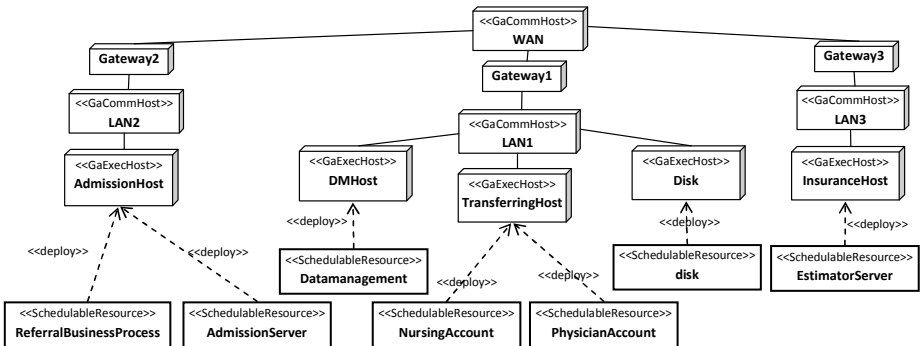 <<GaCommHost>>
WAN
Gateway2
Gateway1
Gateway3
<<GaCommHost>>
LAN2
<<GaCommHost>>
LAN1
<<GaCommHost>>
LAN3
<<GaExecHost>>
AdmissionHost
<<GaExecHost>>
DMHost
<<GaExecHost>>
TransferringHost
<<GaExecHost>>
Disk
<<GaExecHost>>
InsuranceHost
<<deploy>>
<<deploy>>
<<deploy>>
<<deploy>>
<<deploy>>
<<SchedulableResource>>
Datamanagement
<<SchedulableResource>>
disk
<<SchedulableResource>>
EstimatorServer
<<deploy>>
<<deploy>>
<<SchedulableResource>>
ReferralBusinessProcess
<<SchedulableResource>>
AdmissionServer
<<SchedulableResource>>
NursingAccount
<<SchedulableResource>>
PhysicianAccount